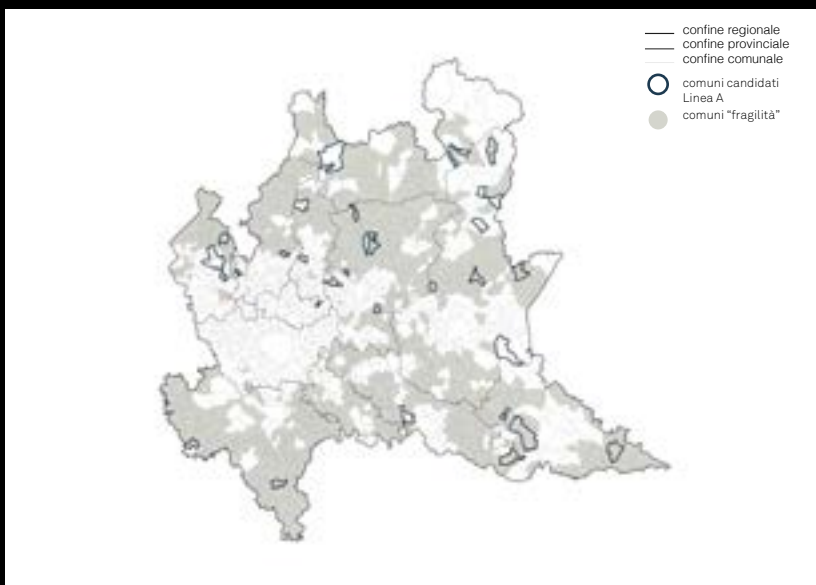 confine regionale
confine provinciale
confine comunale
comuni candidati
Linea A
comuni “fragilità”